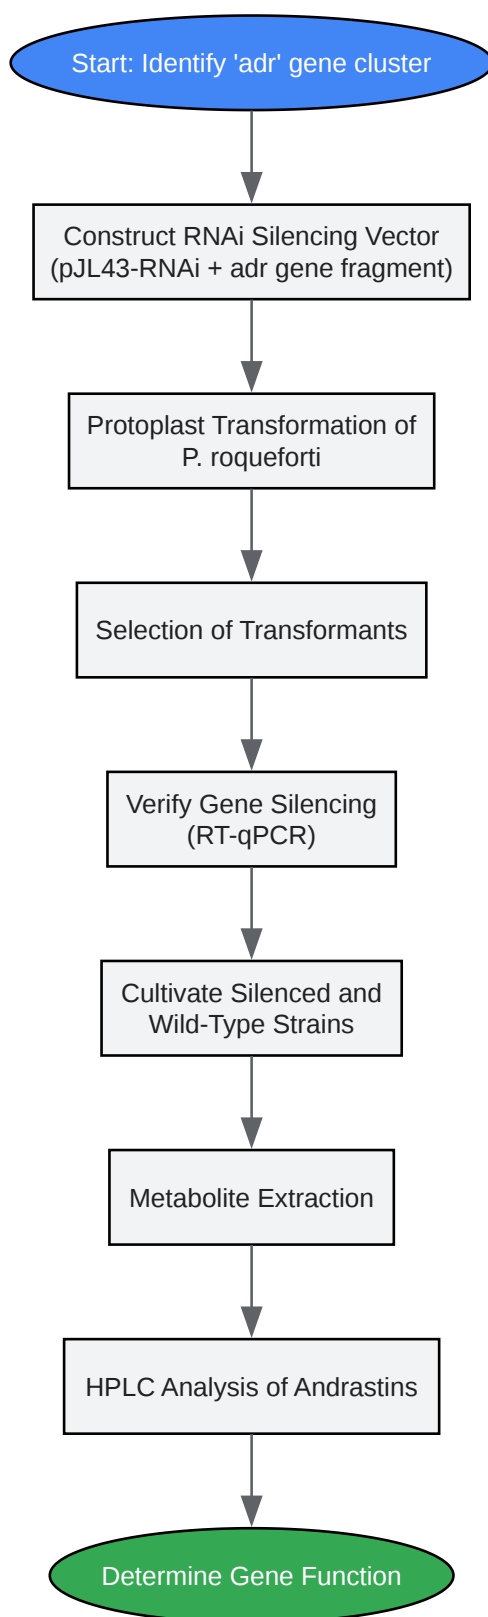 Start: Identify 'adr' gene cluster
Construct RNAi Silencing Vector
(pJL43-RNAi + adr gene fragment)
Protoplast Transformation of
P. roqueforti
Selection of Transformants
Verify Gene Silencing
(RT-qPCR)
Cultivate Silenced and
Wild-Type Strains
Metabolite Extraction
HPLC Analysis of Andrastins
Determine Gene Function